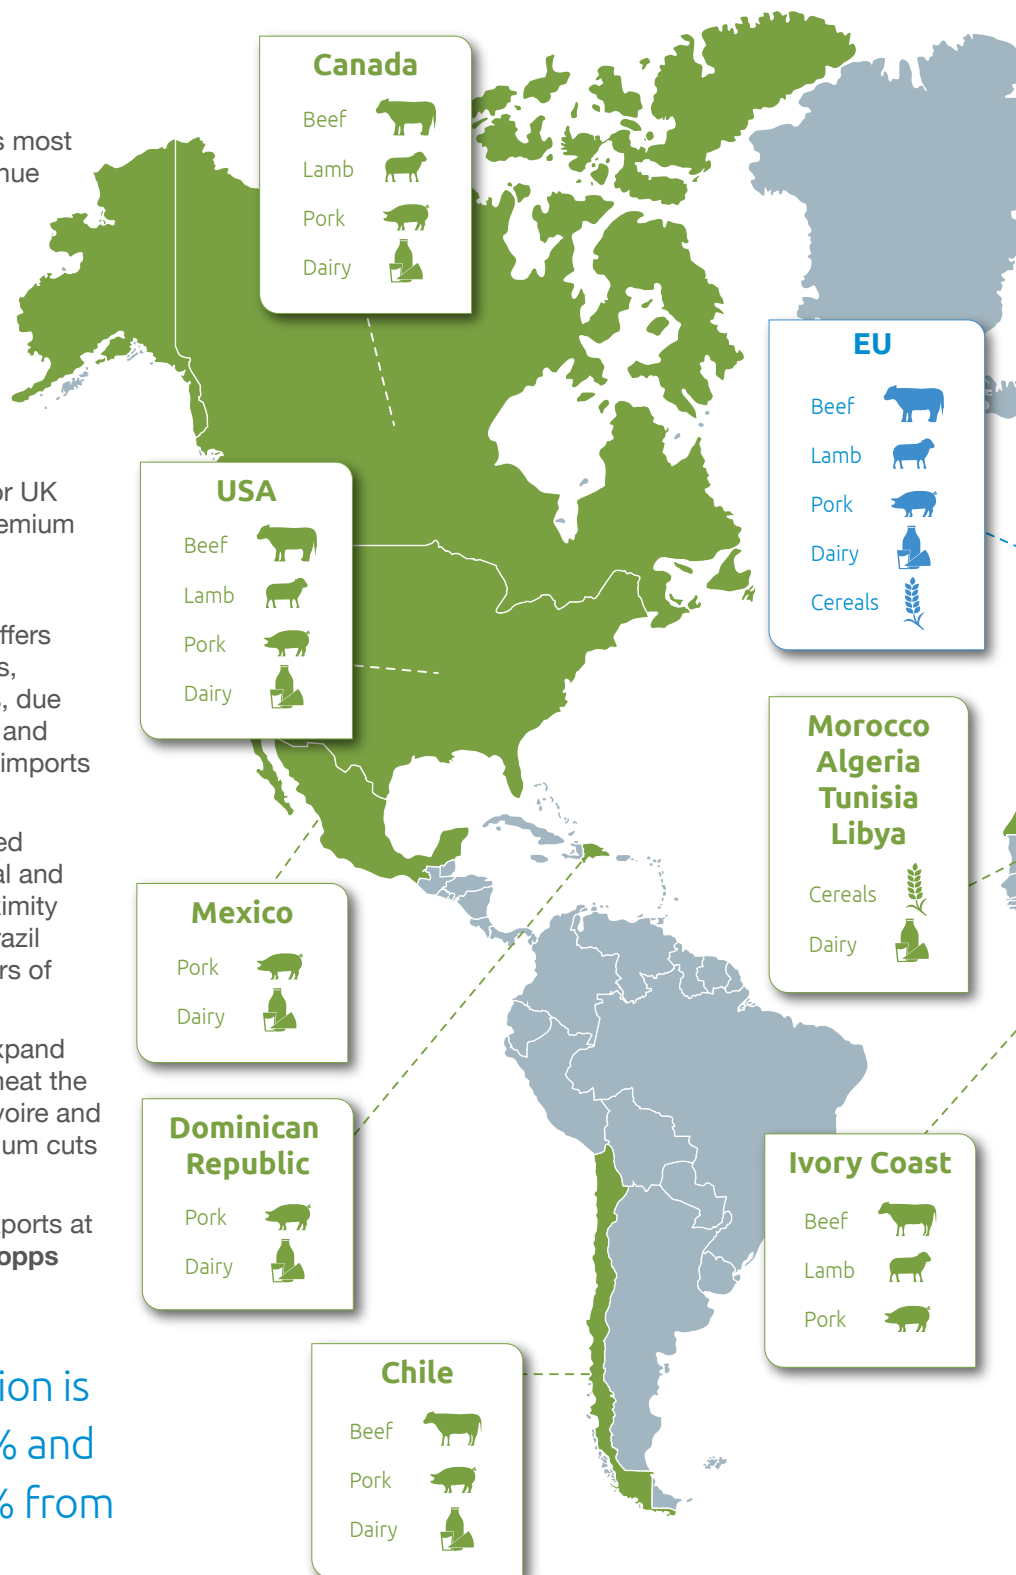 s most
nue
or UK
emium
ffers
s,
s, due
and
imports
ed
al and
ximity
razil
rs of
xpand
neat the
voire and
um cuts
xports at
opps
ion is
% and
% from
Canada
Beef
Lamb
Pork
Dairy
USA
Beef
Lamb
Pork
Dairy
EU
Beef
Lamb
Pork
Dairy
Cereals
Morocco
Algeria
Tunisia
Libya
Cereals
Dairy
Mexico
Pork
Dairy
Dominican
Republic
Pork
Dairy
Ivory Coast
Beef
Lamb
Pork
Chile
Beef
Pork
Dairy